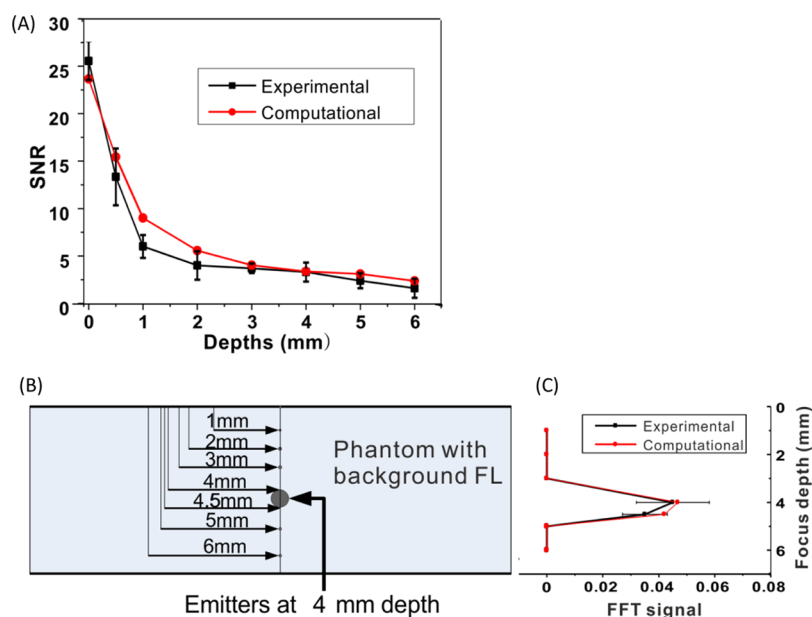 (A)
30
25
20
15
10
5
0
SNR
Experimental
Computational
0 1 2 3 4 5 6
Depths (mm）
(B)
1mm
2mm
3mm
4mm
4.5mm
5mm
6mm
Phantom with
background FL
Emitters at 4 mm depth
(C)
Experimental
Computational
0
2
4
6
Focus depth (mm)
0 0.02 0.04 0.06 0.08
FFT signal